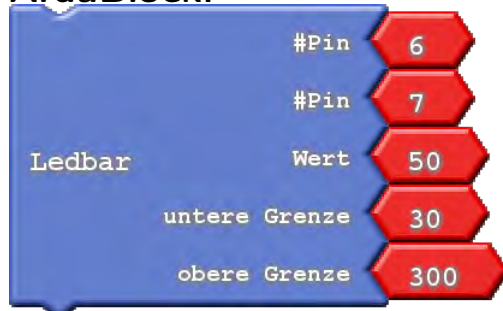 ArduBlock:
#Pin 6
#Pin 7
Ledbar Wert 50
untere Grenze 30
obere Grenze 300